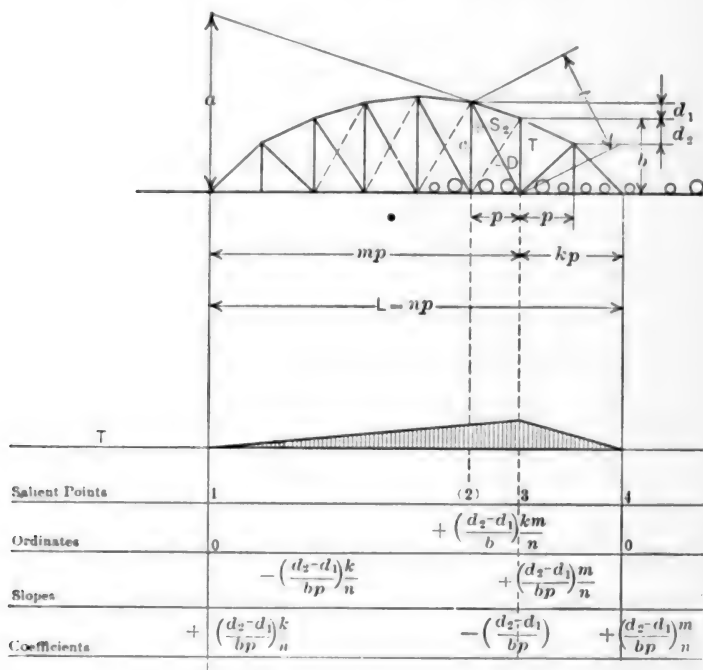 a
d₁
S₂
r
c
T
b
d₂
D
p p
mp kp
L = np
T
Salient Points 1 (2) 3 4
Ordinates 0 + (d₂-d₁/b) km/n 0
Slopes - (d₂-d₁/bp) k/n + (d₂-d₁/bp) m/n
Coefficients + (d₂-d₁/bp) k/n - (d₂-d₁/bp) + (d₂-d₁/bp) m/n